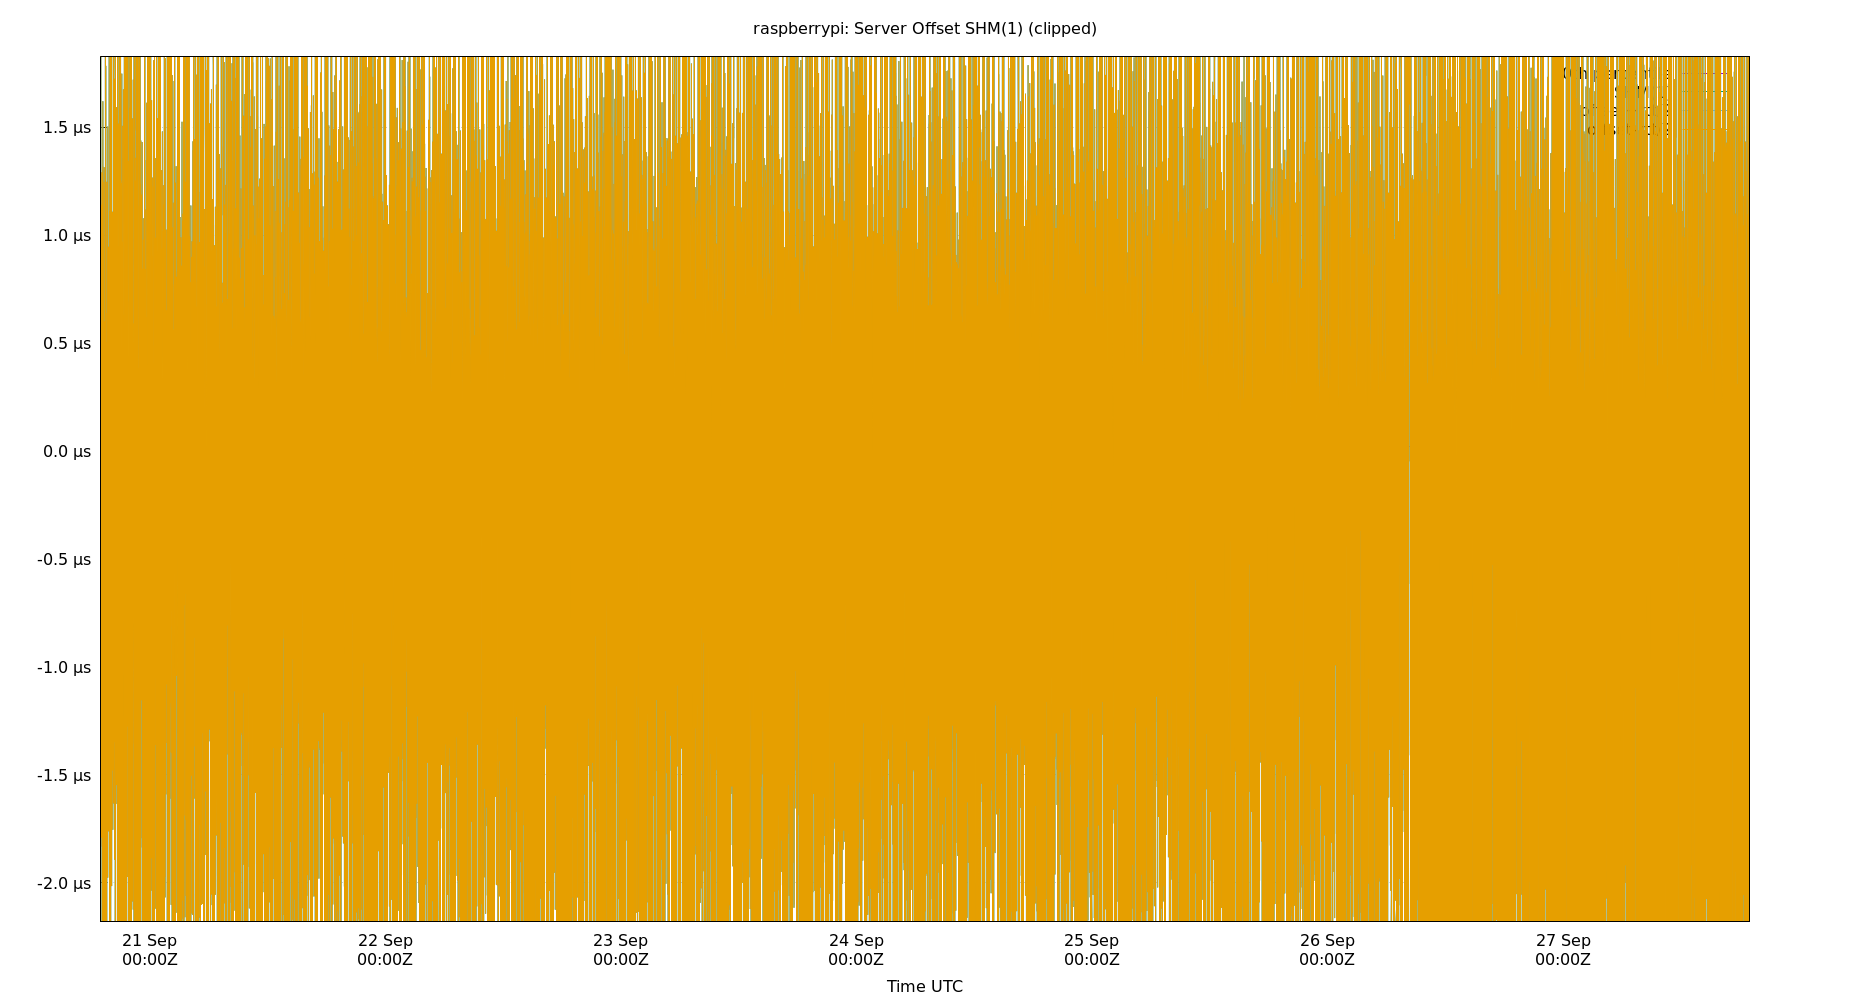 raspberrypi: Server Offset SHM(1) (clipped)
1.5 µs
1.0 µs
0.5 µs
0.0 µs
-0.5 µs
-1.0 µs
-1.5 µs
-2.0 µs
21 Sep 22 Sep 23 Sep 24 Sep 25 Sep 26 Sep 27 Sep
00:00Z 00:00Z 00:00Z 00:00Z 00:00Z 00:00Z 00:00Z
Time UTC